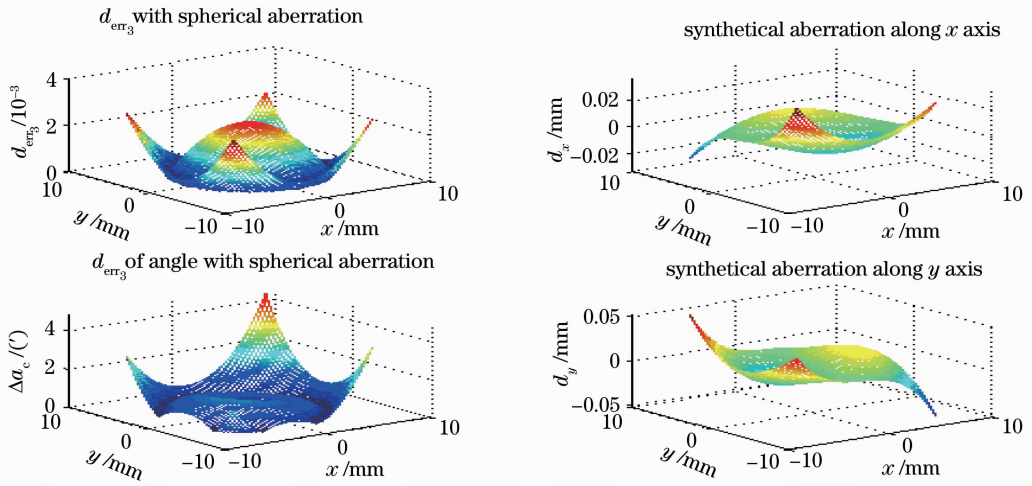 d_err₃ with spherical aberration
d_err₃ /10⁻³
4
2
0
10
0
−10
y /mm
−10
0
10
x /mm
synthetical aberration along x axis
d_x /mm
0.02
0
−0.02
10
0
−10
y /mm
−10
0
10
x /mm
d_err₃ of angle with spherical aberration
Δa_c /(′)
4
2
0
10
0
−10
y /mm
−10
0
10
x /mm
synthetical aberration along y axis
d_y /mm
0.05
0
−0.05
10
0
−10
y /mm
−10
0
10
x /mm